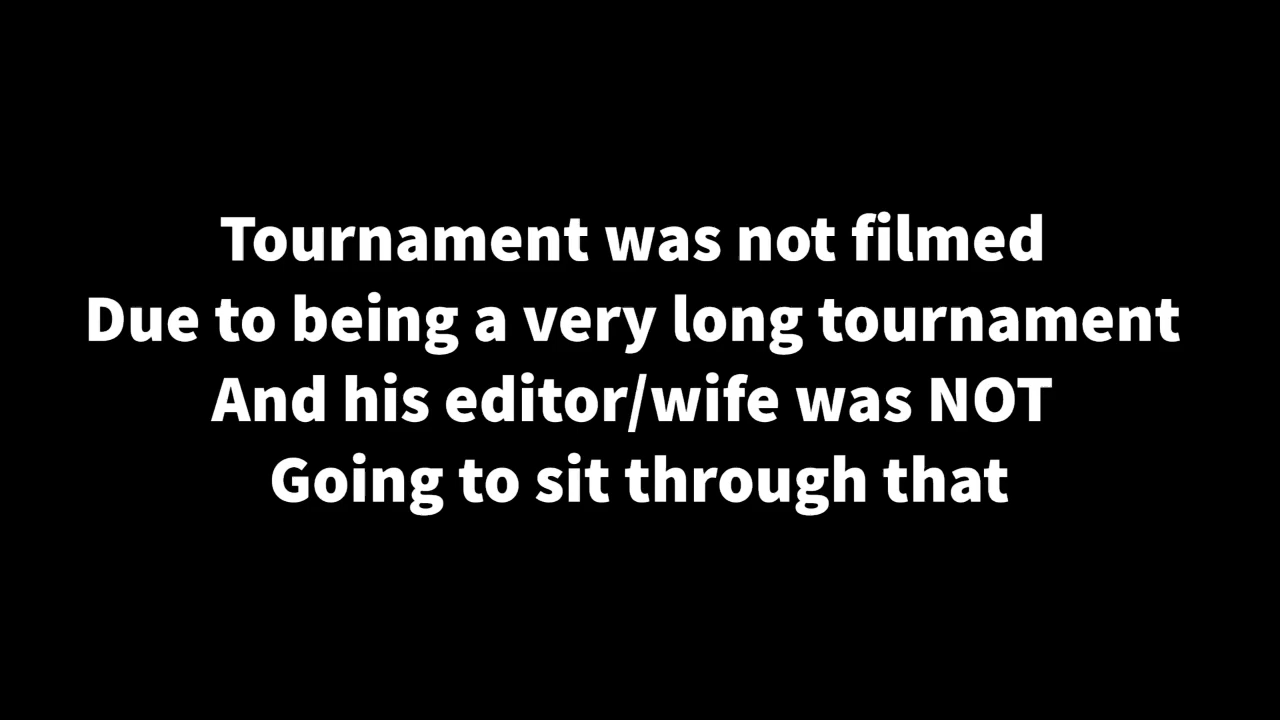 Tournament was not filmed
Due to being a very long tournament
And his editor/wife was NOT
Going to sit through that